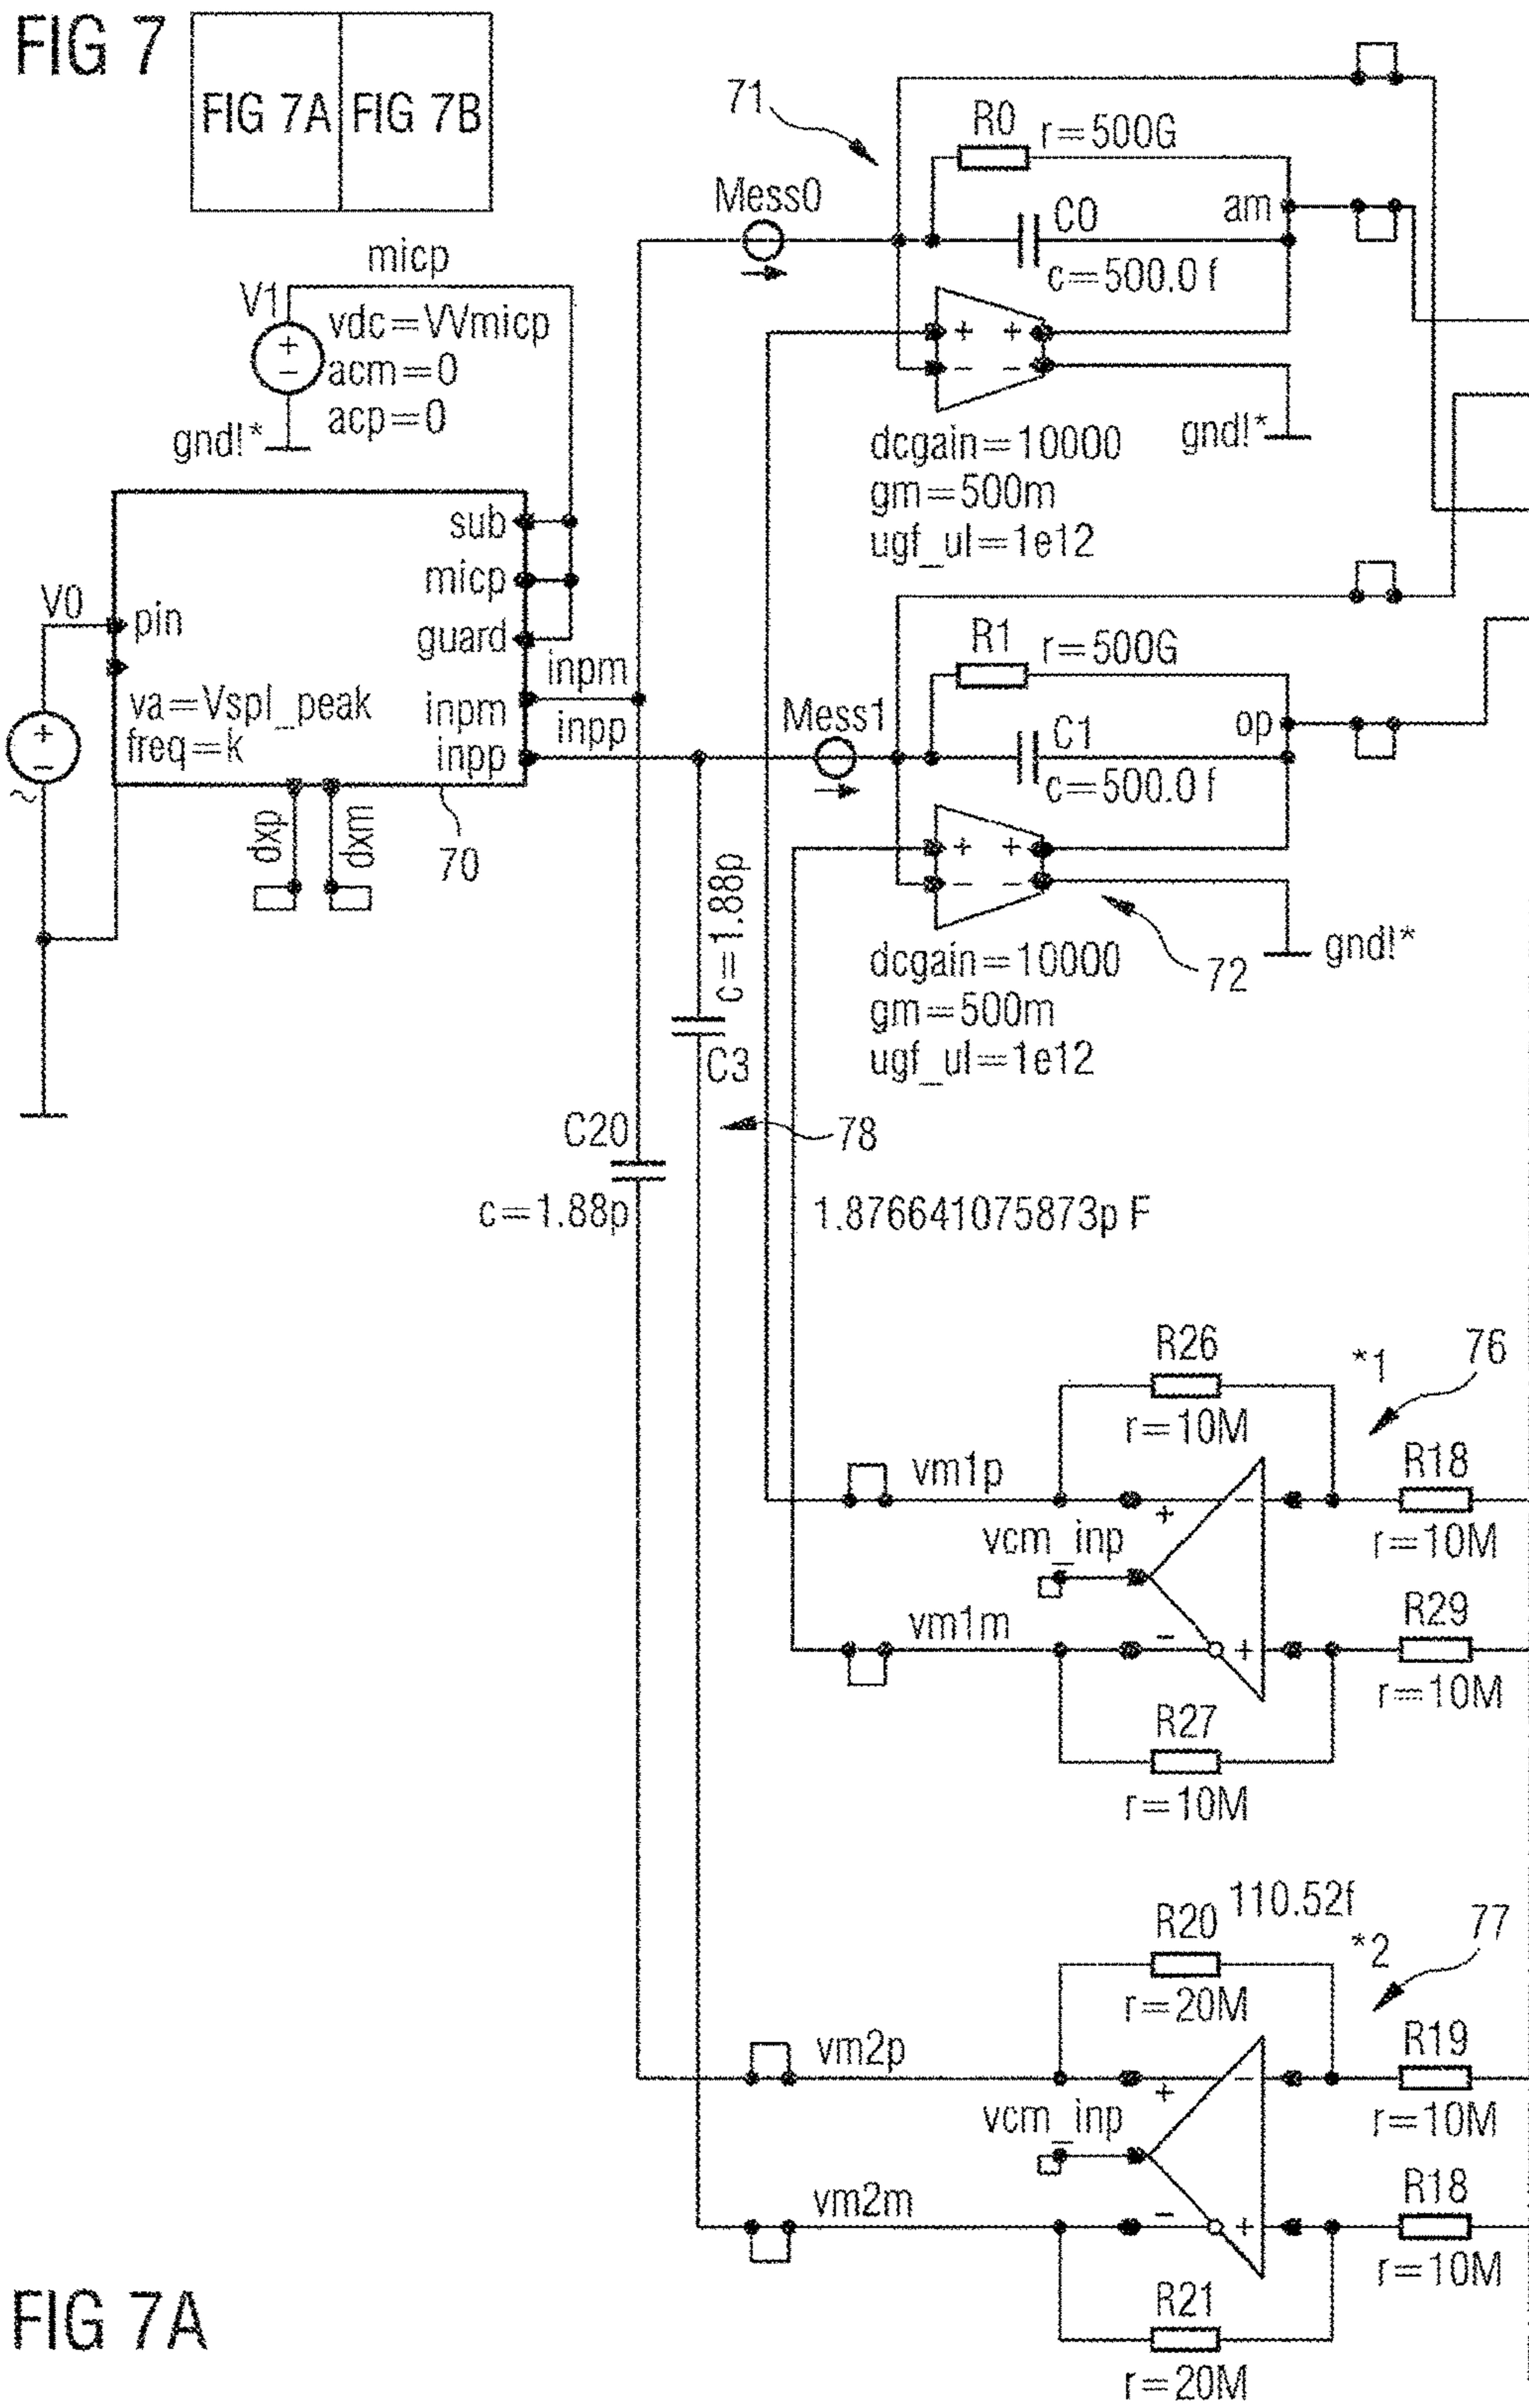 FIG 7
FIG 7A
FIG 7B
71
R0
r=500G
Mess0
C0
am
c=500.0 f
micp
V1
vdc=VVmicp
acm=0
acp=0
gnd!*
+
−
+ +
− −
gnd!*
dcgain=10000
gm=500m
ugf_ul=1e12
sub
micp
guard
V0
pin
va=Vspl_peak
freq=k
inpm
inpp
inpm
inpp
+
−
~
dxp
dxm
70
R1
r=500G
Mess1
C1
op
c=500.0 f
+ +
− −
72
gnd!*
dcgain=10000
gm=500m
ugf_ul=1e12
c=1.88p
C3
78
C20
c=1.88p
1.876641075873p F
R26
r=10M
*1
76
vm1p
R18
r=10M
+ −
vcm_inp
vm1m
− +
R29
r=10M
R27
r=10M
110.52f
R20
r=20M
*2
77
vm2p
R19
r=10M
+ −
vcm_inp
vm2m
− +
R18
r=10M
R21
r=20M
FIG 7A